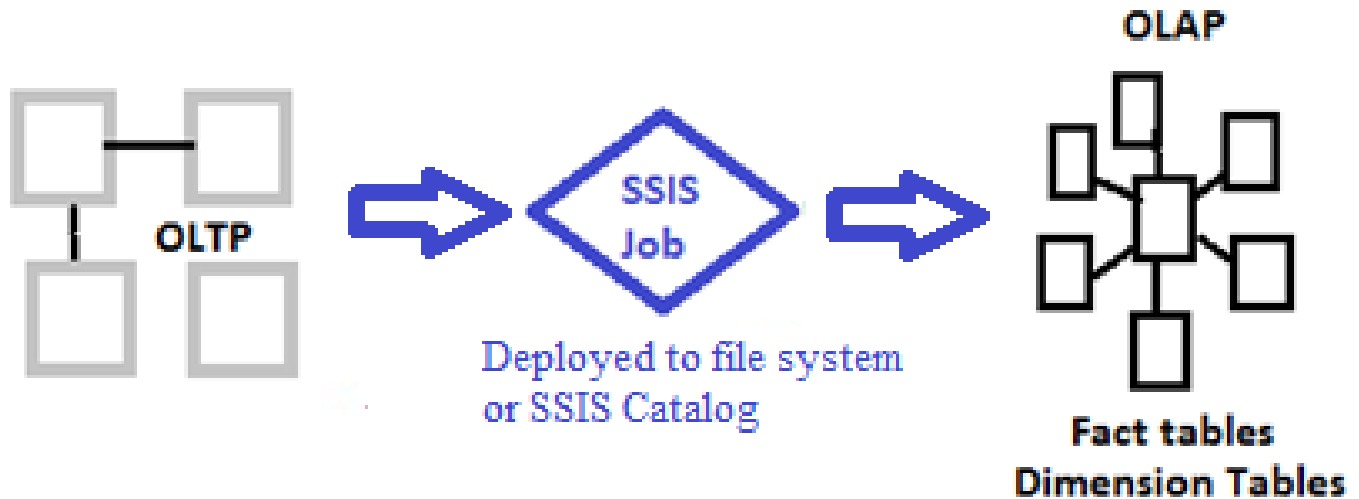 OLTP
SSIS
Job
Deployed to file system
or SSIS Catalog
OLAP
Fact tables
Dimension Tables